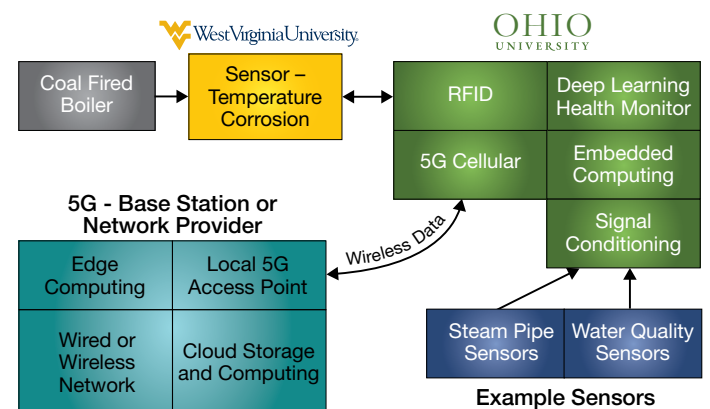 WestVirginiaUniversity.
OHIO
UNIVERSITY
Coal Fired
Boiler
Sensor –
Temperature
Corrosion
RFID
Deep Learning
Health Monitor
5G Cellular
Embedded
Computing
Signal
Conditioning
5G - Base Station or
Network Provider
Wireless Data
Edge
Computing
Local 5G
Access Point
Wired or
Wireless
Network
Cloud Storage
and Computing
Steam Pipe
Sensors
Water Quality
Sensors
Example Sensors